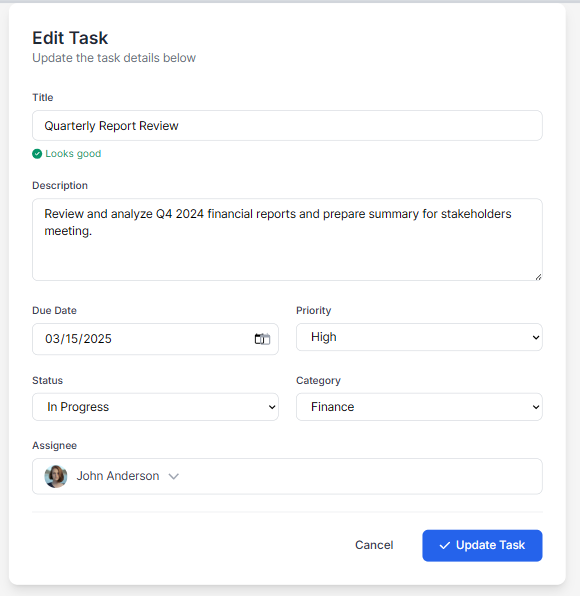 Edit Task
Update the task details below
Title
Quarterly Report Review
Looks good
Description
Review and analyze Q4 2024 financial reports and prepare summary for stakeholders
meeting.
Due Date
Priority
03/15/2025
High
Status
Category
In Progress
Finance
Assignee
John Anderson
Cancel
Update Task